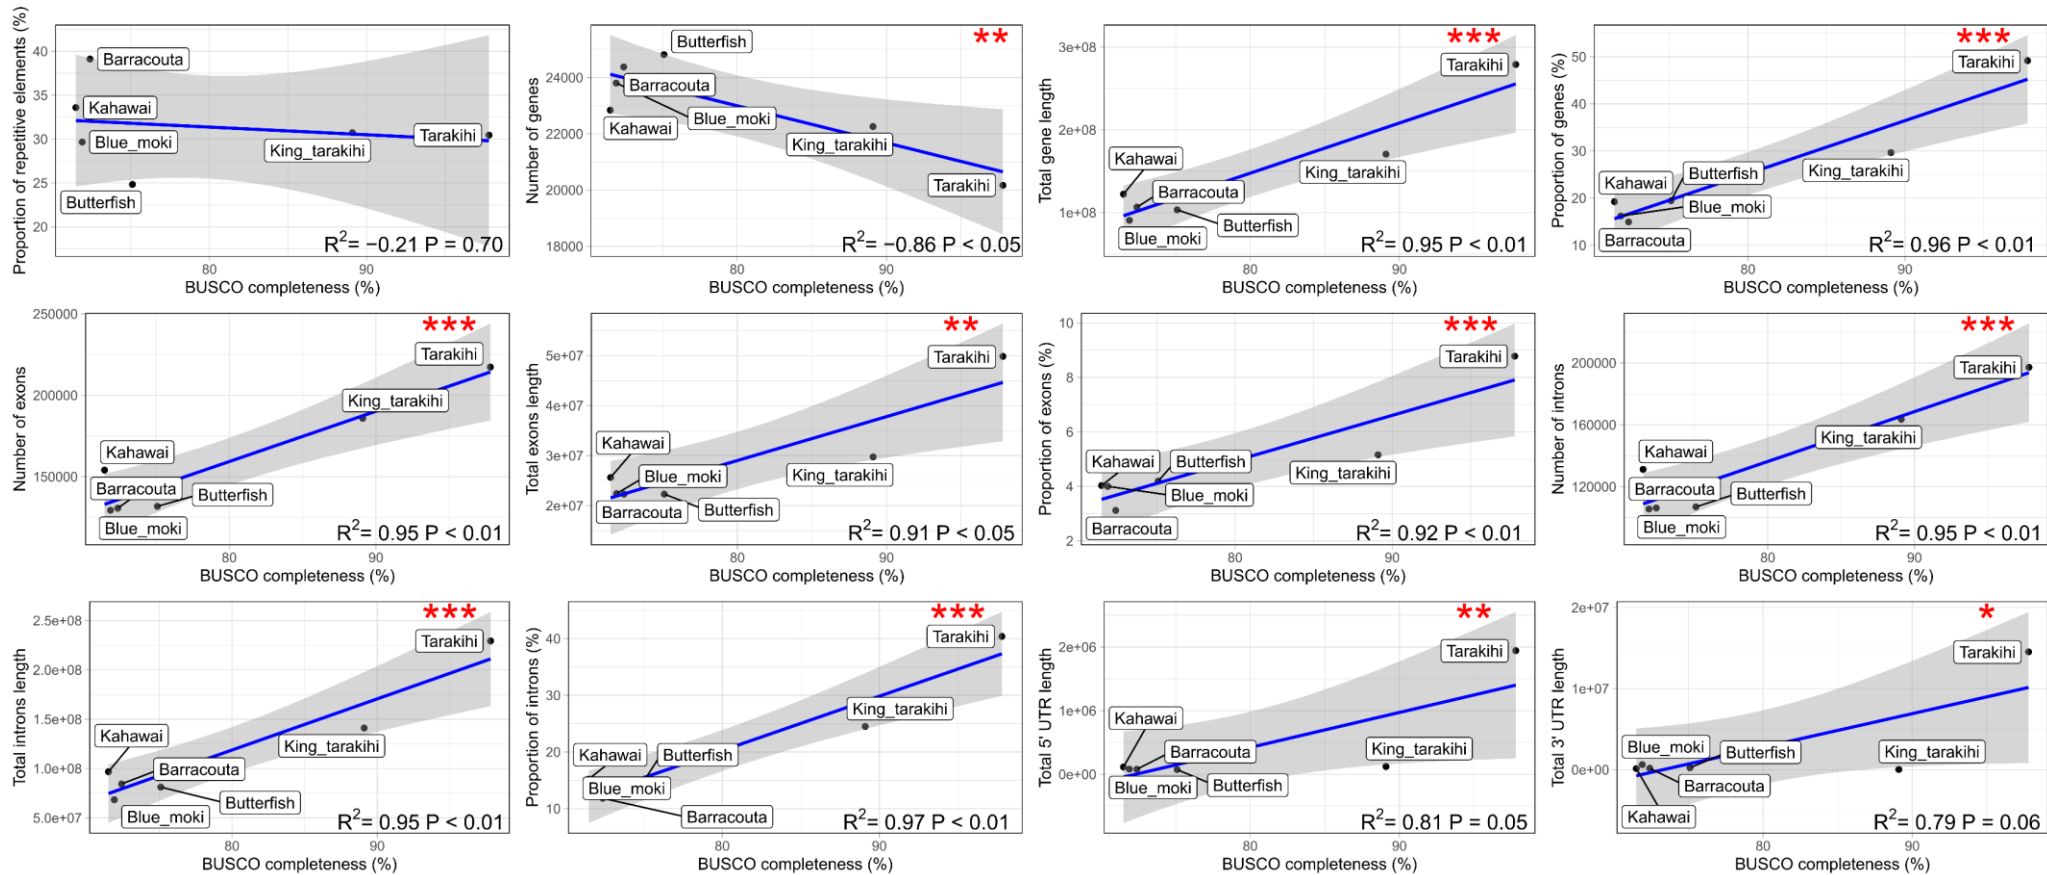 Proportion of repetitive elements (%)
40
35
30
25
20
Barracouta
Kahawai
Blue_moki
Butterfish
King_tarakihi
Tarakihi
R²= −0.21 P = 0.70
80 90
BUSCO completeness (%)
Number of genes
24000
22000
20000
18000
**
Butterfish
Barracouta
Blue_moki
Kahawai
King_tarakihi
Tarakihi
R²= −0.86 P < 0.05
80 90
BUSCO completeness (%)
Total gene length
3e+08
2e+08
1e+08
***
Tarakihi
Kahawai
Barracouta
King_tarakihi
Blue_moki
Butterfish
R²= 0.95 P < 0.01
80 90
BUSCO completeness (%)
Proportion of genes (%)
50
40
30
20
10
***
Tarakihi
Butterfish
King_tarakihi
Kahawai
Blue_moki
Barracouta
R²= 0.96 P < 0.01
80 90
BUSCO completeness (%)
Number of exons
250000
200000
150000
***
Tarakihi
King_tarakihi
Kahawai
Barracouta
Butterfish
Blue_moki
R²= 0.95 P < 0.01
80 90
BUSCO completeness (%)
Total exons length
5e+07
4e+07
3e+07
2e+07
**
Tarakihi
Kahawai
Blue_moki
King_tarakihi
Barracouta
Butterfish
R²= 0.91 P < 0.05
80 90
BUSCO completeness (%)
Proportion of exons (%)
10
8
6
4
2
***
Tarakihi
Kahawai
Butterfish
King_tarakihi
Blue_moki
Barracouta
R²= 0.92 P < 0.01
80 90
BUSCO completeness (%)
Number of introns
200000
160000
120000
***
Tarakihi
King_tarakihi
Kahawai
Barracouta
Butterfish
Blue_moki
R²= 0.95 P < 0.01
80 90
BUSCO completeness (%)
Total introns length
2.5e+08
2.0e+08
1.5e+08
1.0e+08
5.0e+07
***
Tarakihi
Kahawai
King_tarakihi
Barracouta
Butterfish
Blue_moki
R²= 0.95 P < 0.01
80 90
BUSCO completeness (%)
Proportion of introns (%)
40
30
20
10
***
Tarakihi
King_tarakihi
Kahawai
Butterfish
Blue_moki
Barracouta
R²= 0.97 P < 0.01
80 90
BUSCO completeness (%)
Total 5' UTR length
2e+06
1e+06
0e+00
**
Tarakihi
Kahawai
Barracouta
King_tarakihi
Blue_moki
Butterfish
R²= 0.81 P = 0.05
80 90
BUSCO completeness (%)
Total 3' UTR length
2e+07
1e+07
0e+00
*
Tarakihi
Blue_moki
Butterfish
King_tarakihi
Barracouta
Kahawai
R²= 0.79 P = 0.06
80 90
BUSCO completeness (%)